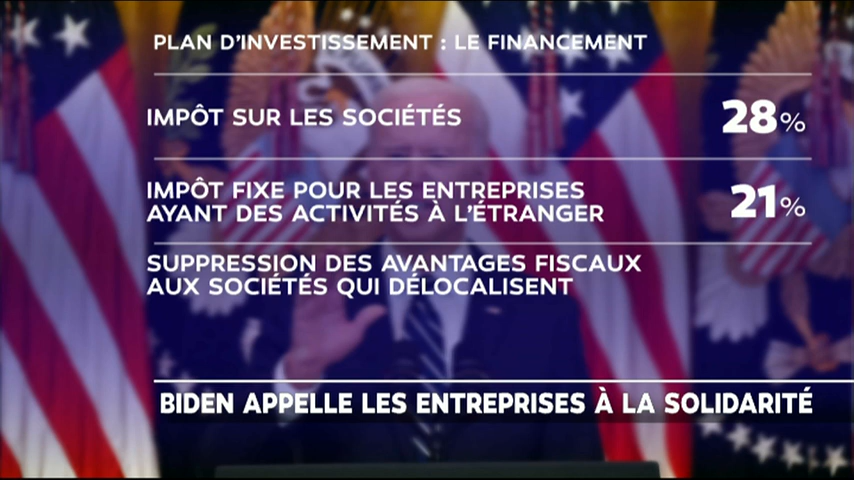 PLAN D'INVESTISSEMENT : LE FINANCEMENT
IMPÔT SUR LES SOCIÉTÉS 28%
IMPÔT FIXE POUR LES ENTREPRISES
AYANT DES ACTIVITÉS À L'ÉTRANGER 21%
SUPPRESSION DES AVANTAGES FISCAUX
AUX SOCIÉTÉS QUI DÉLOCALISENT
BIDEN APPELLE LES ENTREPRISES À LA SOLIDARITÉ